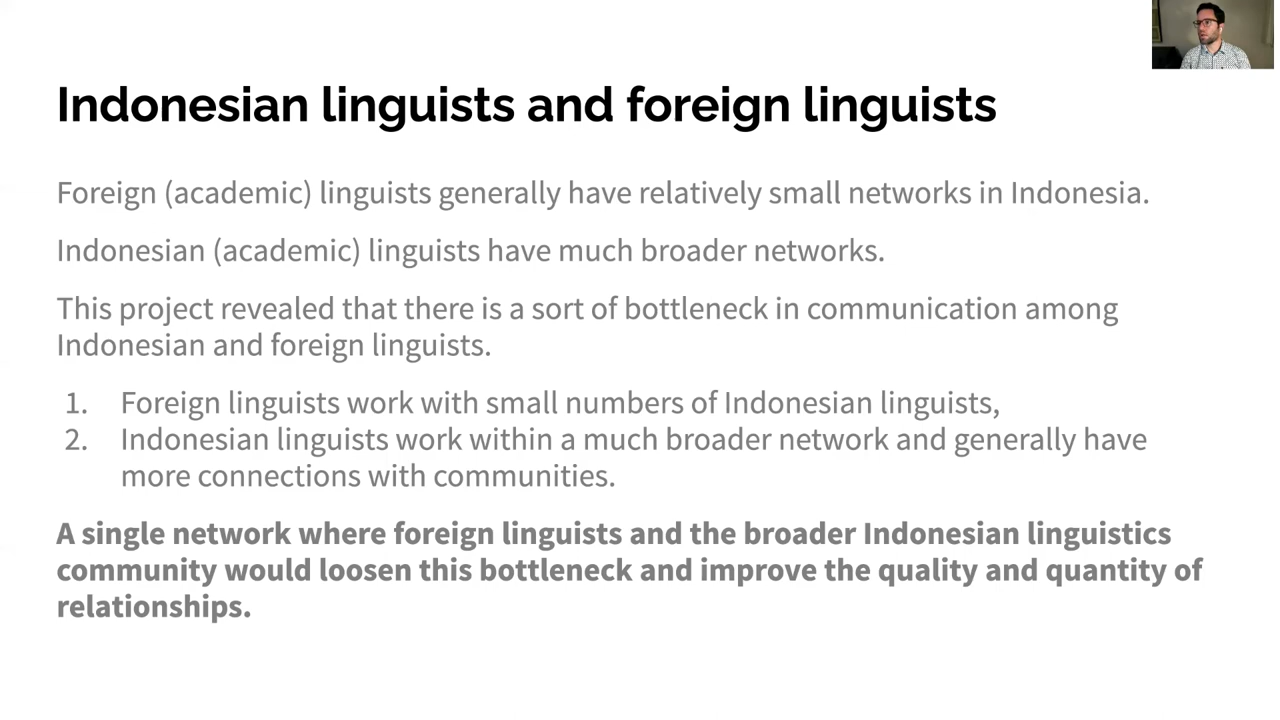 Indonesian linguists and foreign linguists
Foreign (academic) linguists generally have relatively small networks in Indonesia.
Indonesian (academic) linguists have much broader networks.
This project revealed that there is a sort of bottleneck in communication among
Indonesian and foreign linguists.
1. Foreign linguists work with small numbers of Indonesian linguists,
2. Indonesian linguists work within a much broader network and generally have
more connections with communities.
A single network where foreign linguists and the broader Indonesian linguistics
community would loosen this bottleneck and improve the quality and quantity of
relationships.